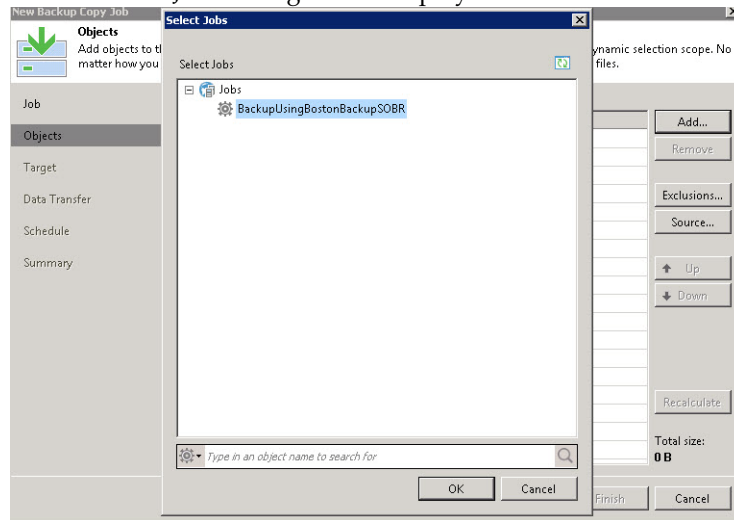 New Backup Copy Job
Objects
Add objects to t
matter how you
ynamic selection scope. No
files.
Job
Objects
Target
Data Transfer
Schedule
Summary
Select Jobs
Select Jobs
Jobs
BackupUsingBostonBackupSOBR
Type in an object name to search for
OK
Cancel
Add...
Remove
Exclusions...
Source...
Up
Down
Recalculate
Total size:
0 B
Finish
Cancel